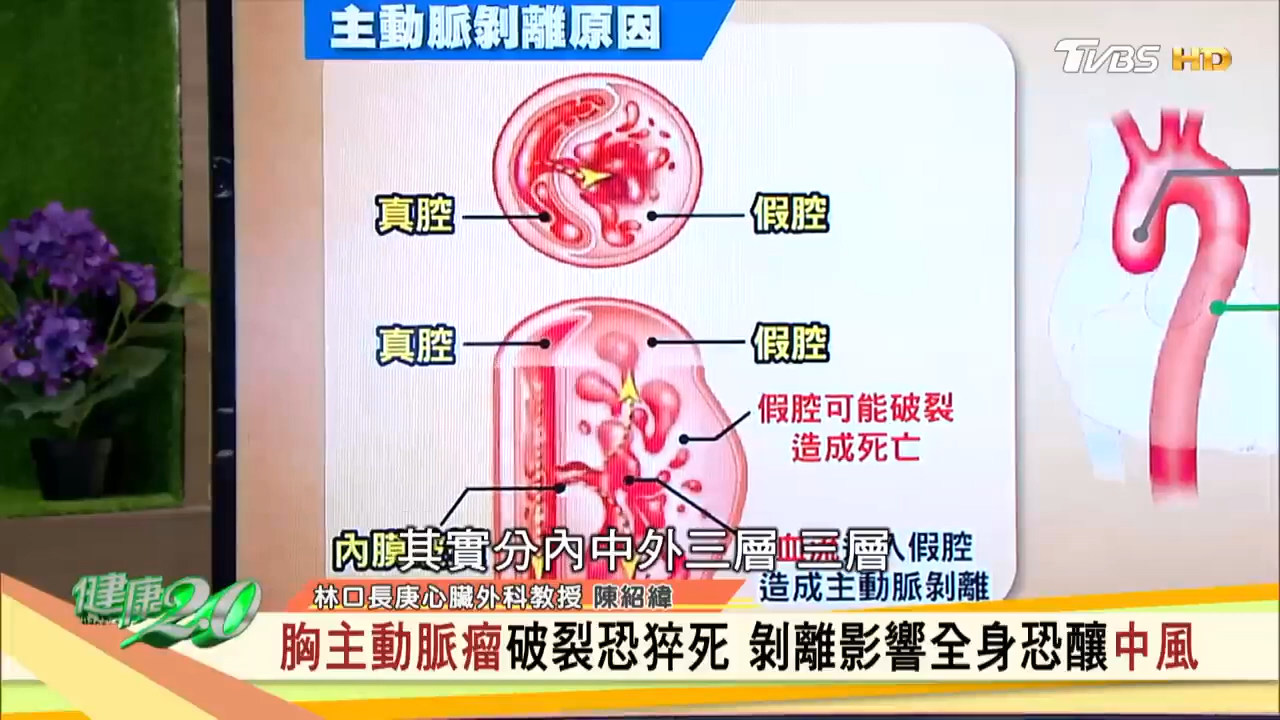 主動脈剝離原因
TVBS HD
真腔
假腔
真腔
假腔
假腔可能破裂
造成死亡
內膜
血流 入假腔
造成主動脈剝離
其實分內中外三層 三層
健康2.0
林口長庚心臟外科教授 陳紹緯
胸主動脈瘤破裂恐猝死 剝離影響全身恐釀中風